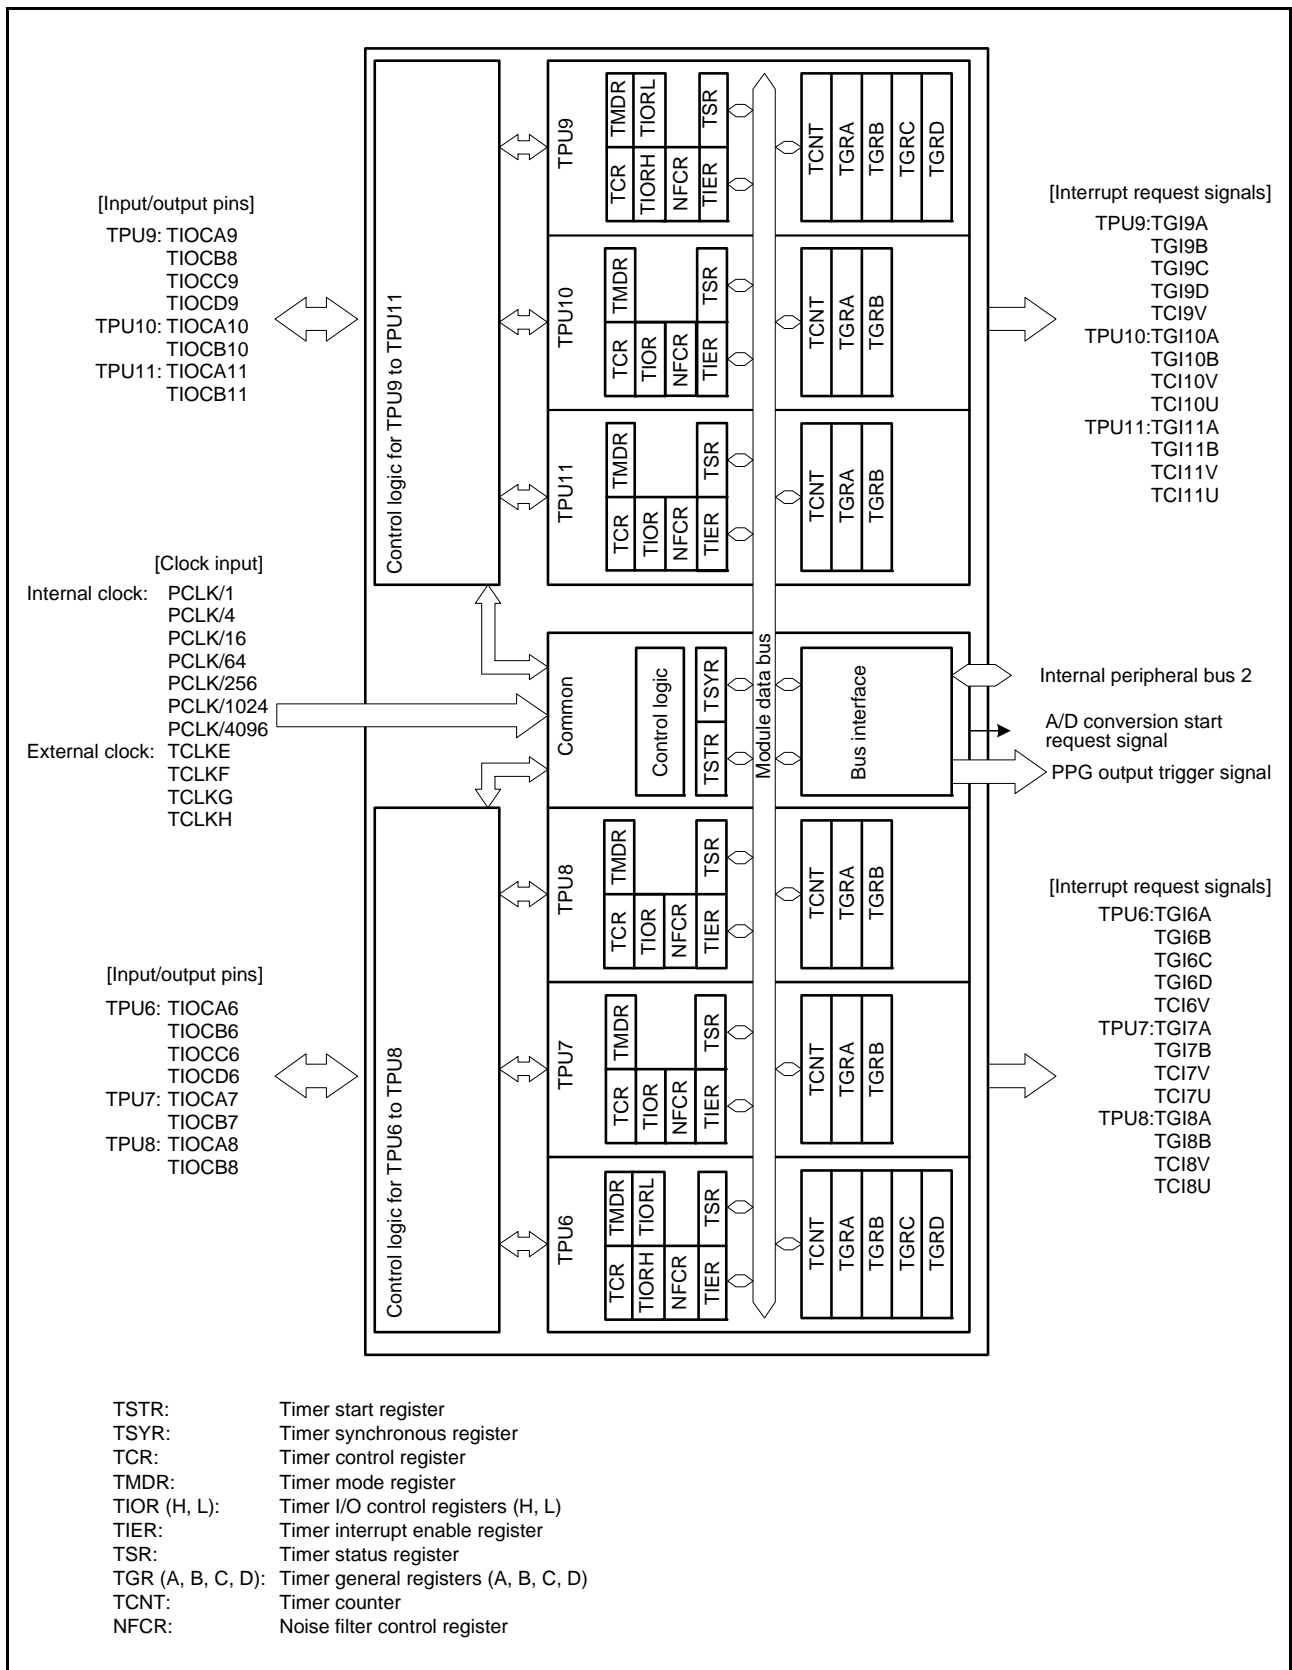 [Input/output pins]
TPU9: TIOCA9
TIOCB8
TIOCC9
TIOCD9
TPU10: TIOCA10
TIOCB10
TPU11: TIOCA11
TIOCB11
[Clock input]
Internal clock: PCLK/1
PCLK/4
PCLK/16
PCLK/64
PCLK/256
PCLK/1024
PCLK/4096
External clock: TCLKE
TCLKF
TCLKG
TCLKH
[Input/output pins]
TPU6: TIOCA6
TIOCB6
TIOCC6
TIOCD6
TPU7: TIOCA7
TIOCB7
TPU8: TIOCA8
TIOCB8
Control logic for TPU9 to TPU11
Control logic for TPU6 to TPU8
TPU9
TCR
TMDR
TIORH
TIORL
NFCR
TIER
TSR
TCNT
TGRA
TGRB
TGRC
TGRD
TPU10
TCR
TMDR
TIOR
NFCR
TIER
TSR
TCNT
TGRA
TGRB
TPU11
TCR
TMDR
TIOR
NFCR
TIER
TSR
TCNT
TGRA
TGRB
Common
Control logic
TSTR
TSYR
Module data bus
Bus interface
TPU8
TCR
TMDR
TIOR
NFCR
TIER
TSR
TCNT
TGRA
TGRB
TPU7
TCR
TMDR
TIOR
NFCR
TIER
TSR
TCNT
TGRA
TGRB
TPU6
TCR
TMDR
TIORH
TIORL
NFCR
TIER
TSR
TCNT
TGRA
TGRB
TGRC
TGRD
[Interrupt request signals]
TPU9:TGI9A
TGI9B
TGI9C
TGI9D
TCI9V
TPU10:TGI10A
TGI10B
TCI10V
TCI10U
TPU11:TGI11A
TGI11B
TCI11V
TCI11U
Internal peripheral bus 2
A/D conversion start
request signal
PPG output trigger signal
[Interrupt request signals]
TPU6:TGI6A
TGI6B
TGI6C
TGI6D
TCI6V
TPU7:TGI7A
TGI7B
TCI7V
TCI7U
TPU8:TGI8A
TGI8B
TCI8V
TCI8U
TSTR: Timer start register
TSYR: Timer synchronous register
TCR: Timer control register
TMDR: Timer mode register
TIOR (H, L): Timer I/O control registers (H, L)
TIER: Timer interrupt enable register
TSR: Timer status register
TGR (A, B, C, D): Timer general registers (A, B, C, D)
TCNT: Timer counter
NFCR: Noise filter control register